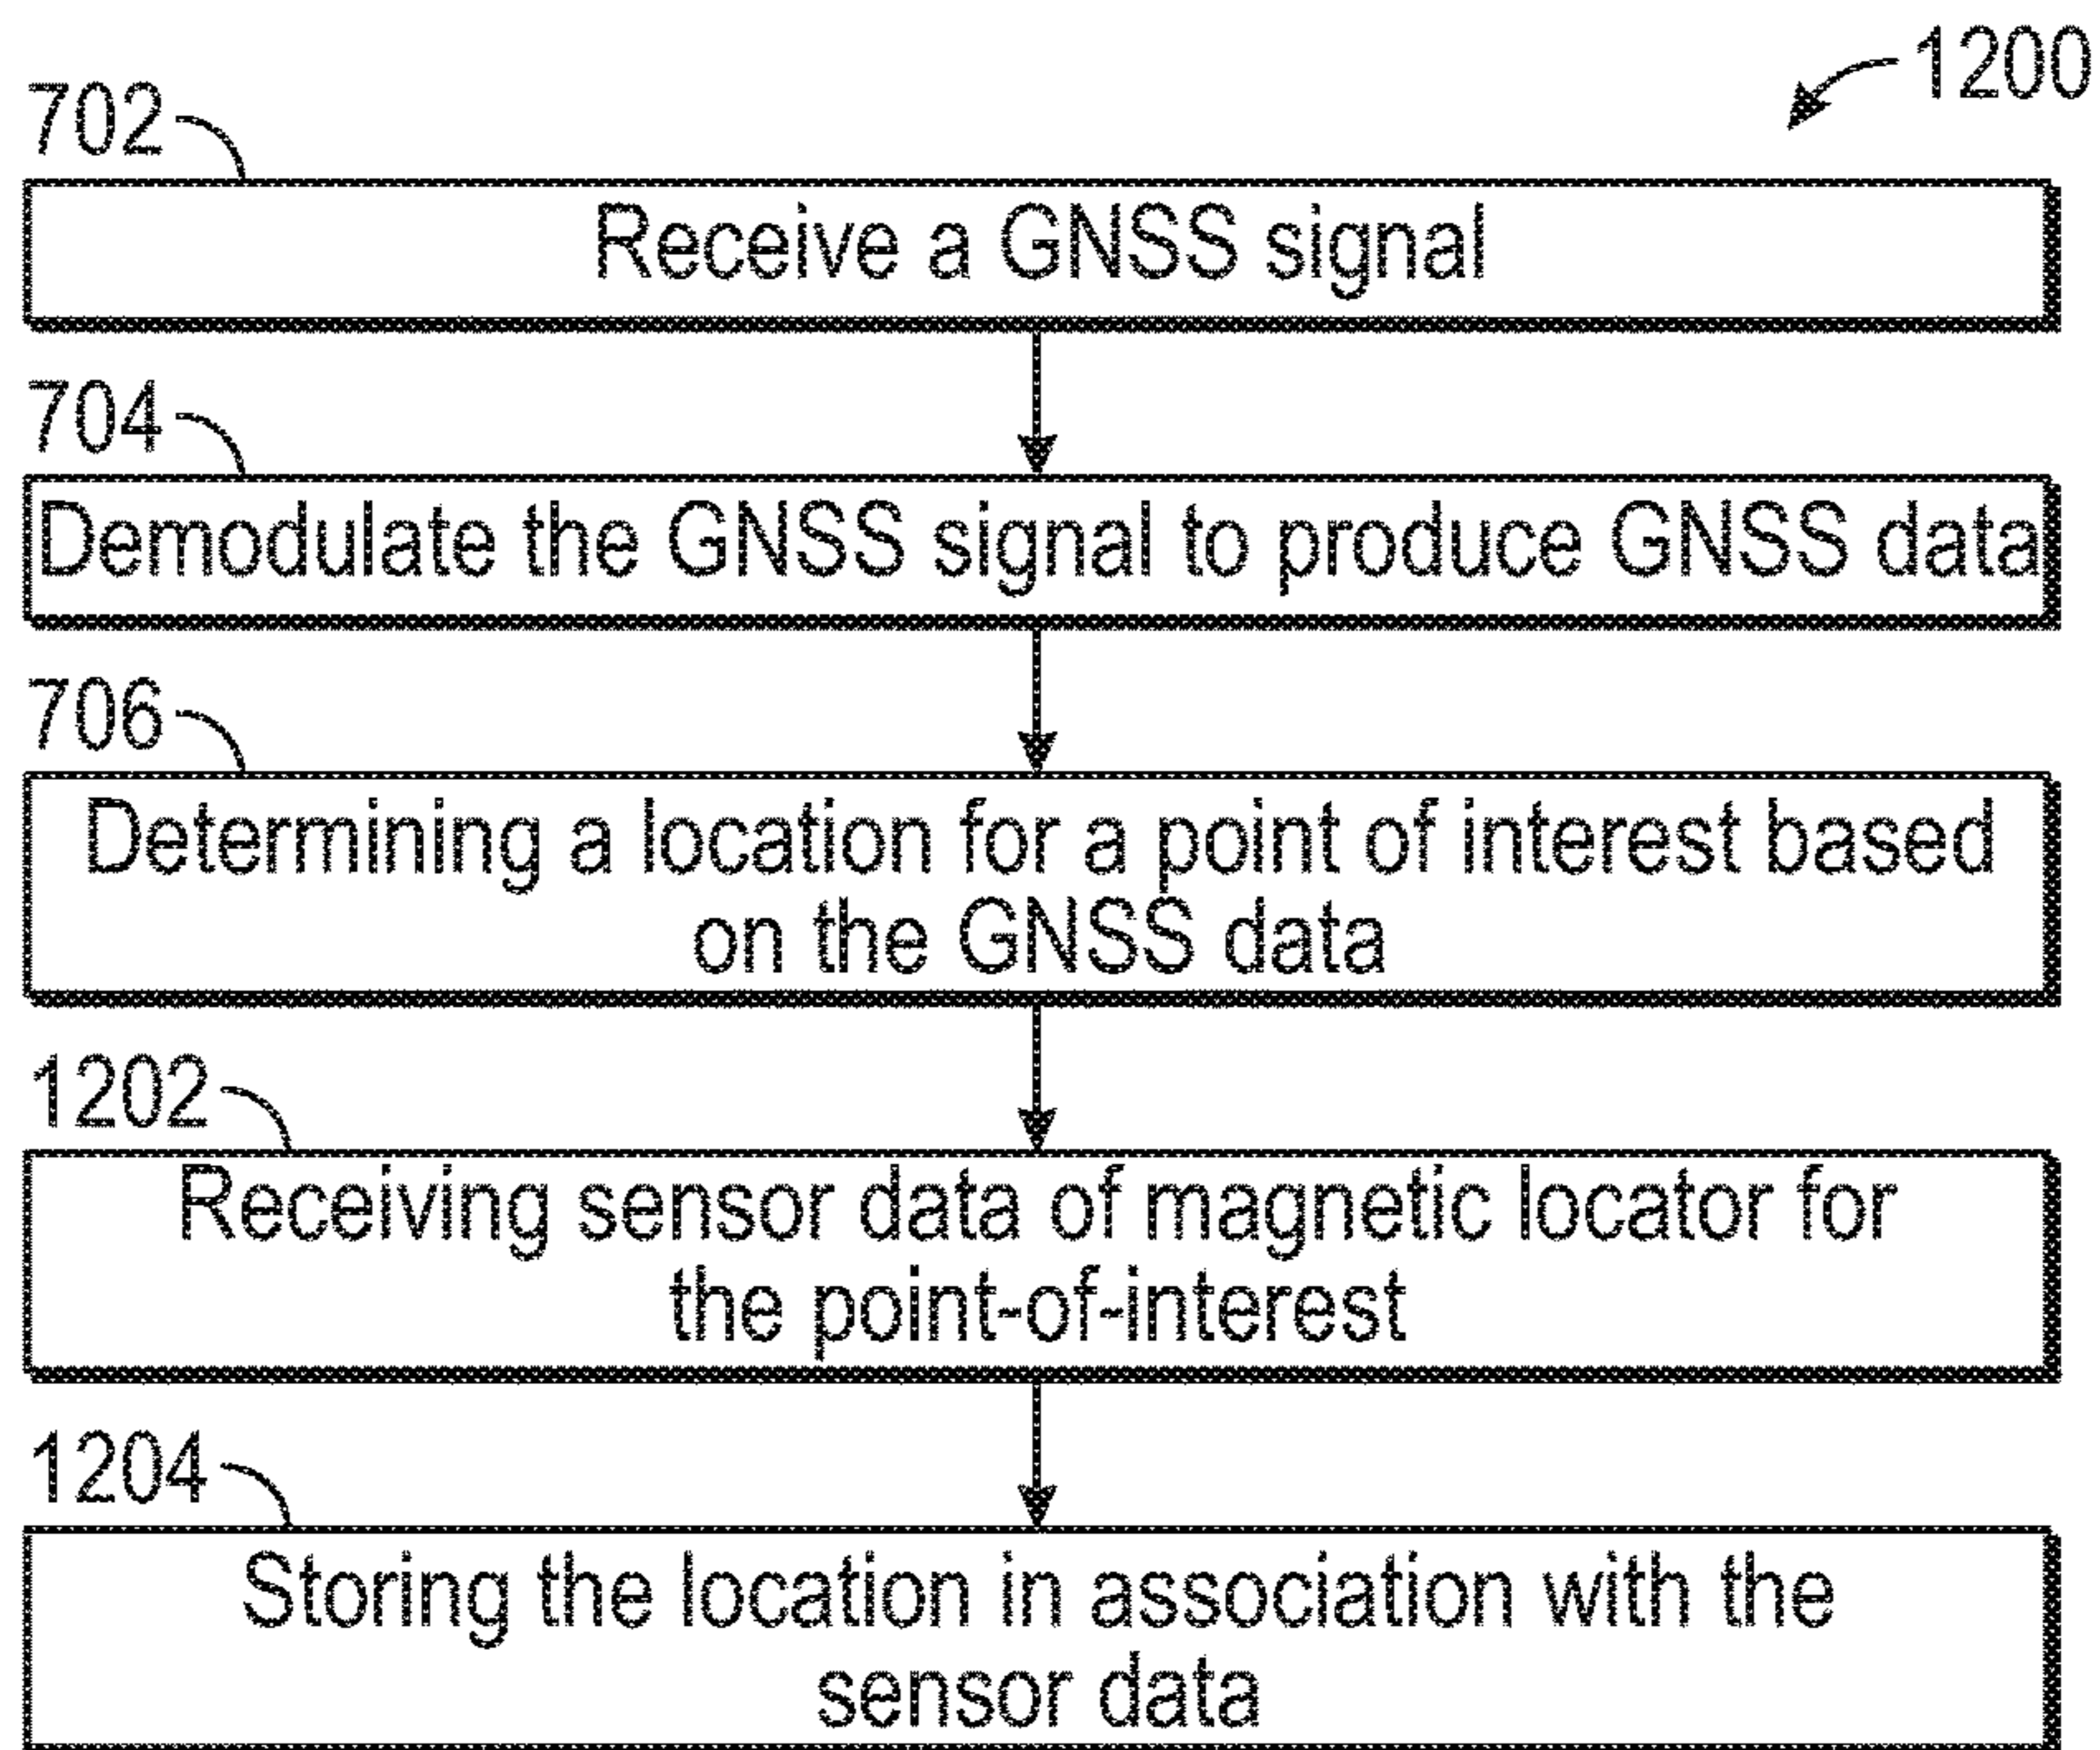 1200
702
Receive a GNSS signal
704
Demodulate the GNSS signal to produce GNSS data
706
Determining a location for a point of interest based
on the GNSS data
1202
Receiving sensor data of magnetic locator for
the point-of-interest
1204
Storing the location in association with the
sensor data